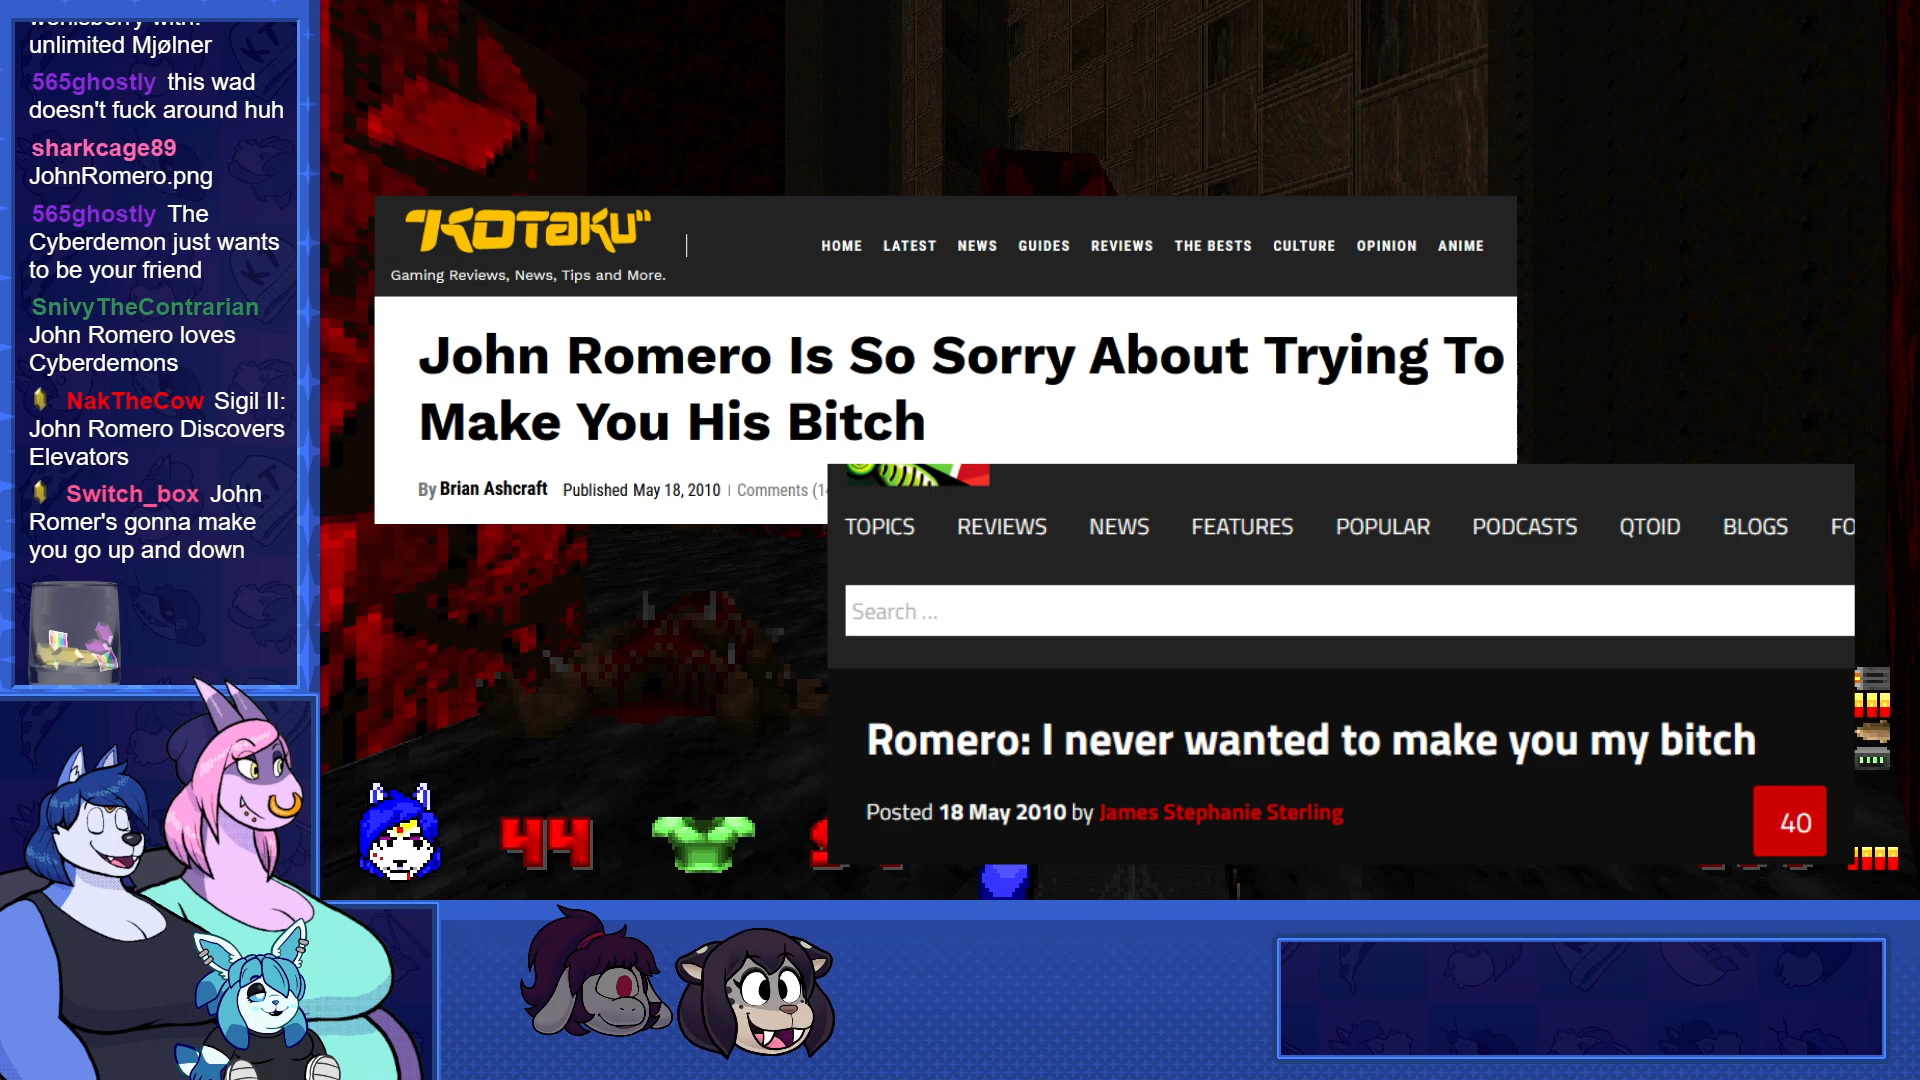 unlimited Mjølner
565ghostly this wad
doesn't fuck around huh
sharkcage89
JohnRomero.png
565ghostly The
Cyberdemon just wants
to be your friend
SnivyTheContrarian
John Romero loves
Cyberdemons
NakTheCow Sigil II:
John Romero Discovers
Elevators
Switch_box John
Romer's gonna make
you go up and down
"KOTaKU"
Gaming Reviews, News, Tips and More.
HOME LATEST NEWS GUIDES REVIEWS THE BESTS CULTURE OPINION ANIME
John Romero Is So Sorry About Trying To
Make You His Bitch
By Brian Ashcraft Published May 18, 2010 | Comments (1
TOPICS REVIEWS NEWS FEATURES POPULAR PODCASTS QTOID BLOGS FO
Search ...
Romero: I never wanted to make you my bitch
Posted 18 May 2010 by James Stephanie Sterling
40
44